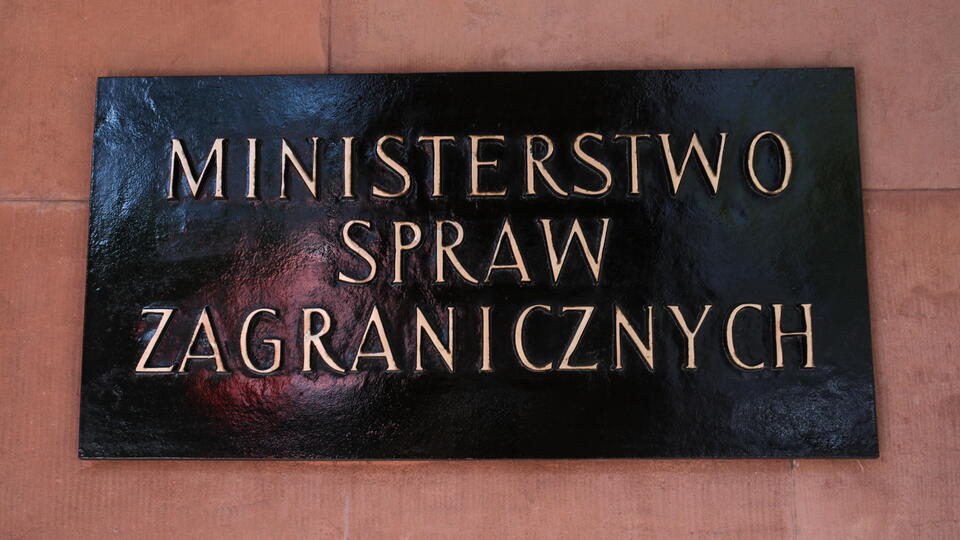 MINISTERSTWO
SPRAW
ZAGRANICZNYCH